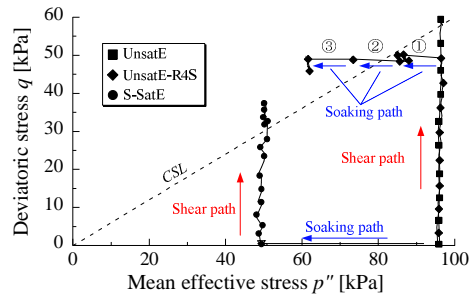 60
50
40
30
20
10
0
0 20 40 60 80 100
Deviatoric stress q [kPa]
Mean effective stress p″ [kPa]
UnsatE
UnsatE-R4S
S-SatE
③ ② ①
Soaking path
CSL
Shear path
Shear path
Soaking path